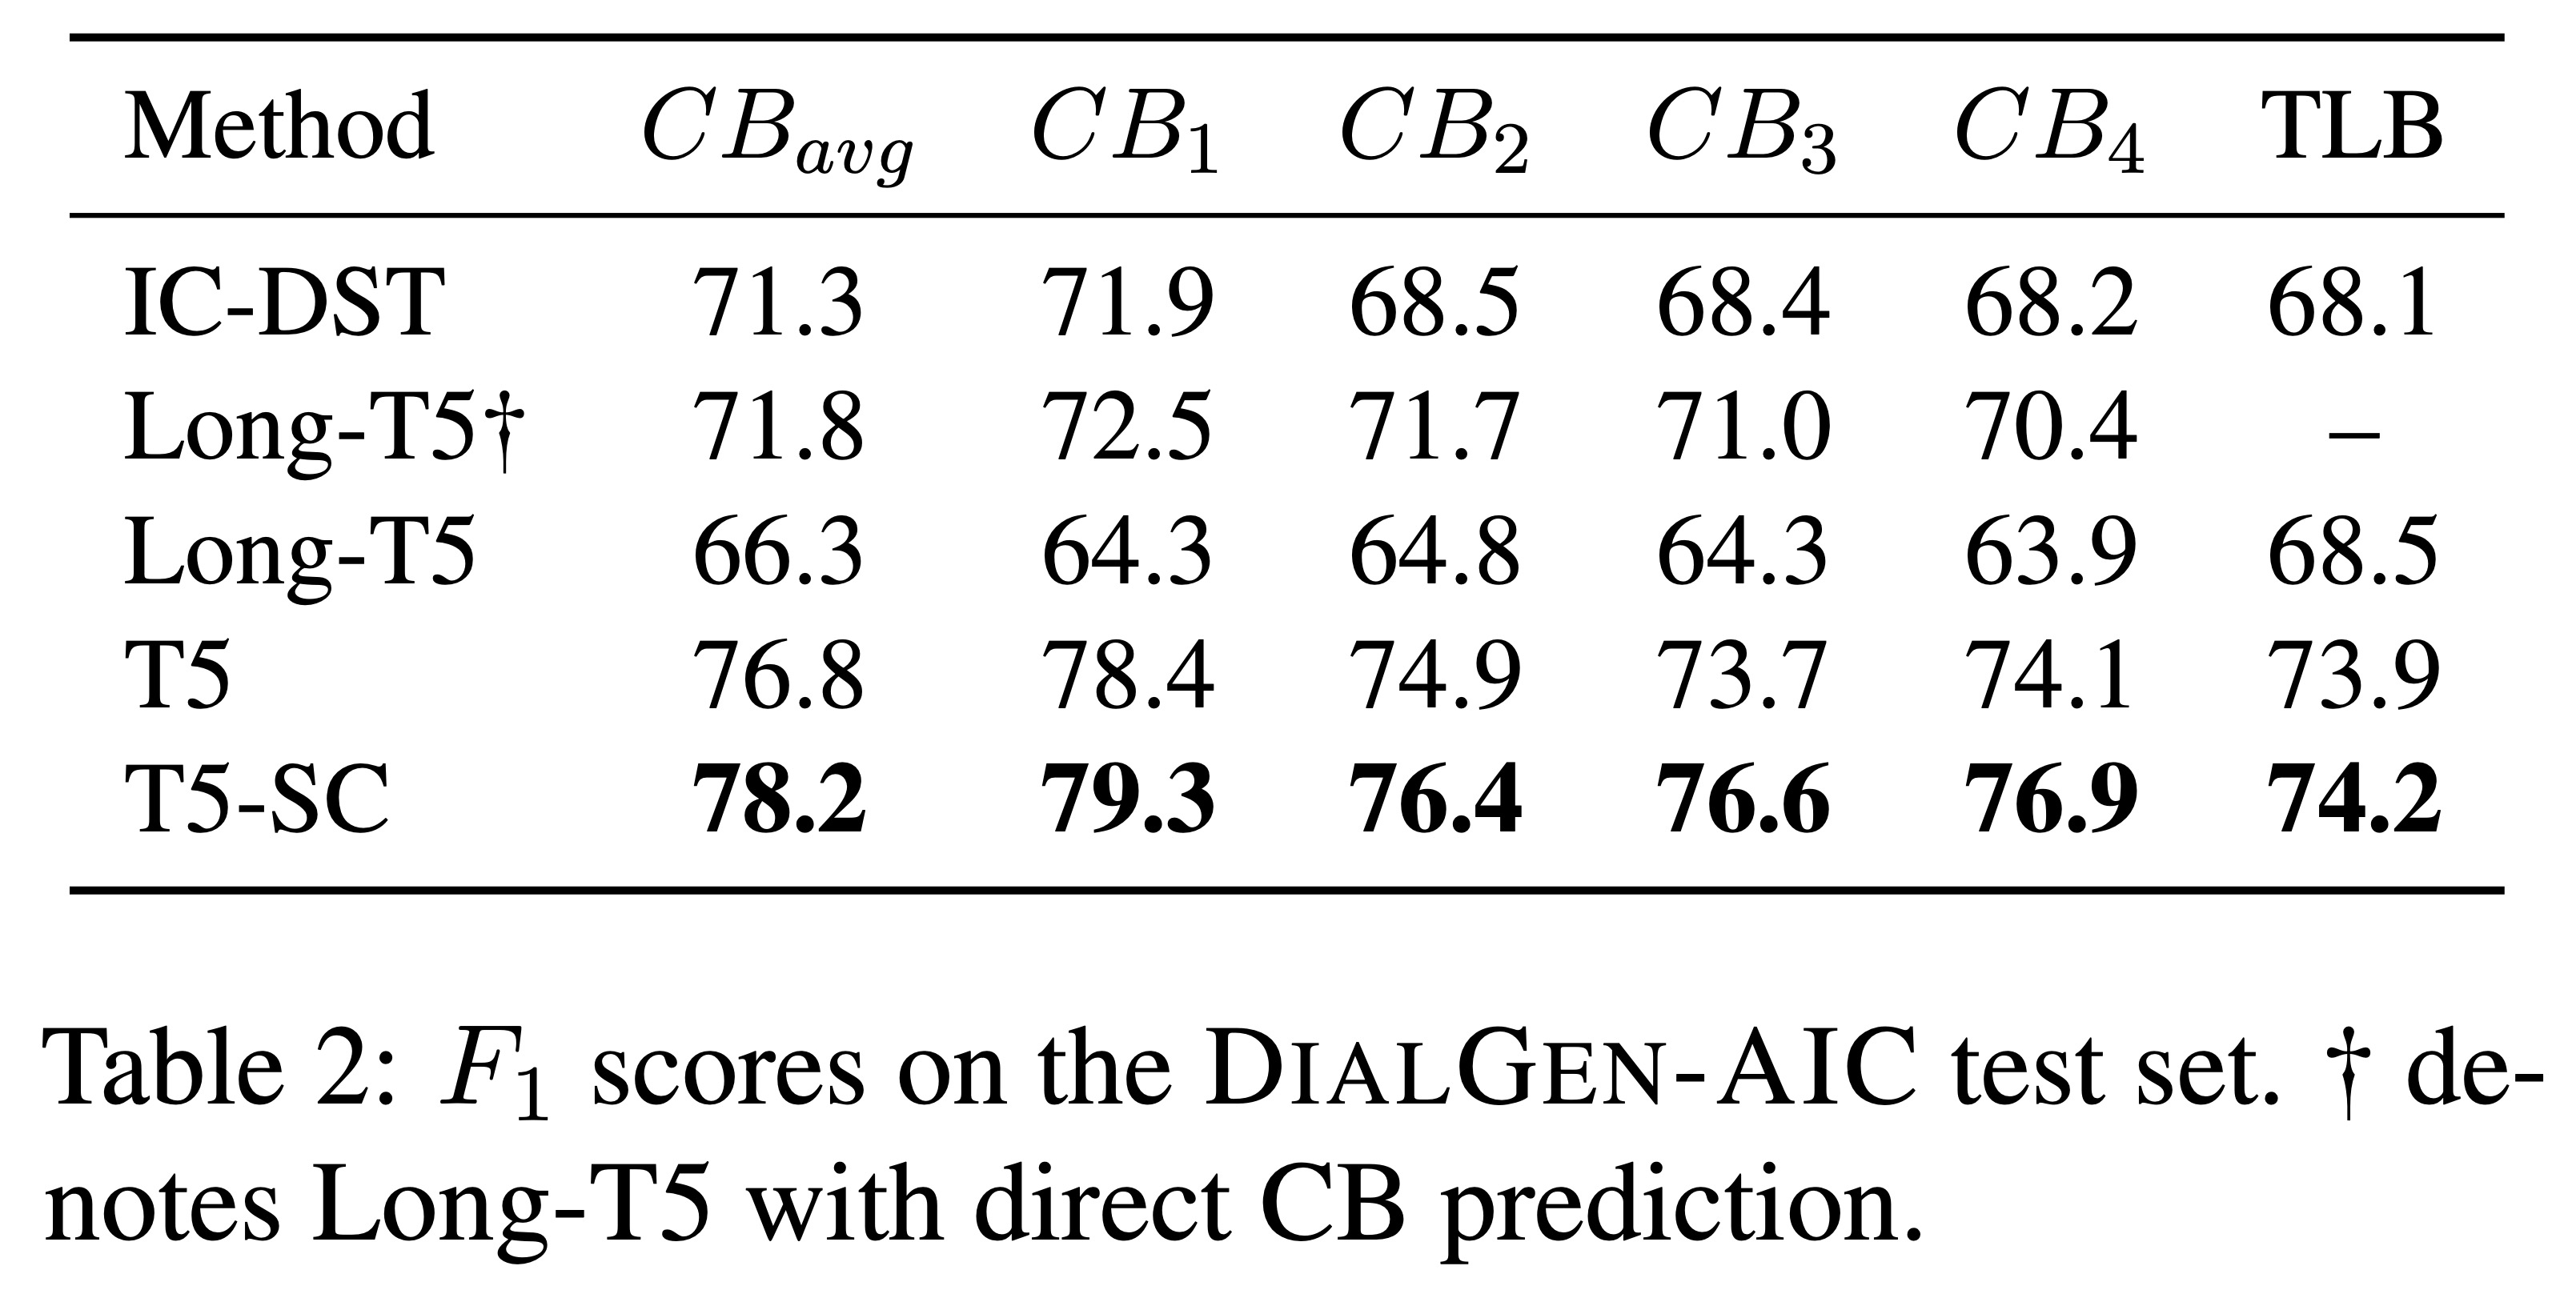 Method CB_avg CB_1 CB_2 CB_3 CB_4 TLB
IC-DST 71.3 71.9 68.5 68.4 68.2 68.1
Long-T5† 71.8 72.5 71.7 71.0 70.4 –
Long-T5 66.3 64.3 64.8 64.3 63.9 68.5
T5 76.8 78.4 74.9 73.7 74.1 73.9
T5-SC 78.2 79.3 76.4 76.6 76.9 74.2
Table 2: F_1 scores on the DIALGEN-AIC test set. † de-
notes Long-T5 with direct CB prediction.